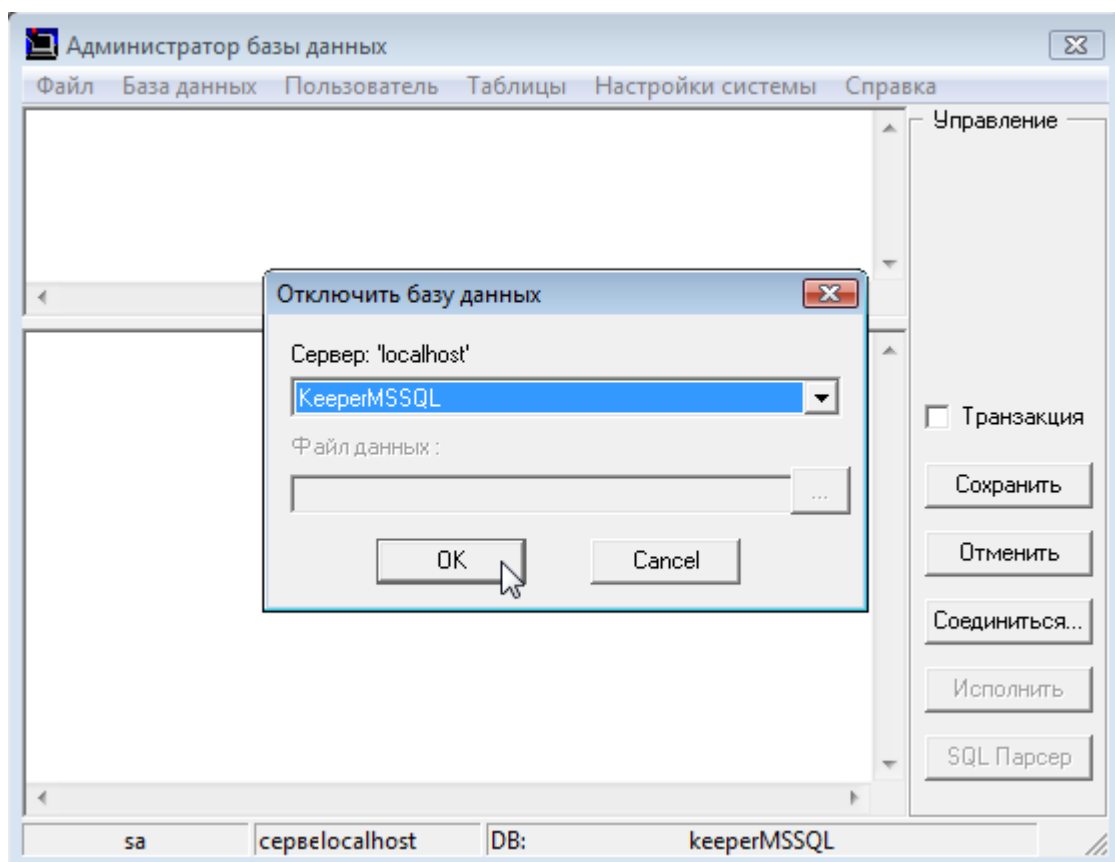 Администратор базы данных
Файл База данных Пользователь Таблицы Настройки системы Справка
Управление
Отключить базу данных
Сервер: 'localhost'
KeeperMSSQL
Файл данных :
...
OK Cancel
Транзакция
Сохранить
Отменить
Соединиться...
Исполнить
SQL Парсер
sa сервеlocalhost DB: keeperMSSQL